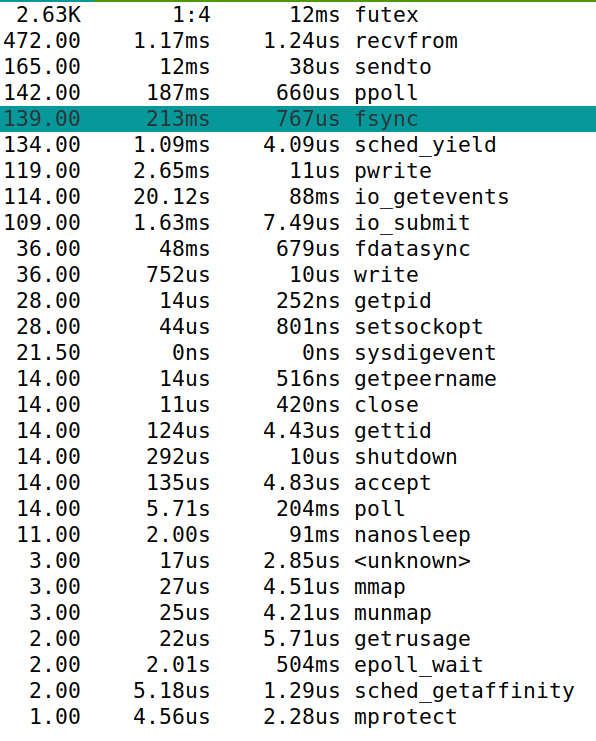 2.63K 1:4 12ms futex
472.00 1.17ms 1.24us recvfrom
165.00 12ms 38us sendto
142.00 187ms 660us ppoll
139.00 213ms 767us fsync
134.00 1.09ms 4.09us sched_yield
119.00 2.65ms 11us pwrite
114.00 20.12s 88ms io_getevents
109.00 1.63ms 7.49us io_submit
36.00 48ms 679us fdatasync
36.00 752us 10us write
28.00 14us 252ns getpid
28.00 44us 801ns setsockopt
21.50 0ns 0ns sysdigevent
14.00 14us 516ns getpeername
14.00 11us 420ns close
14.00 124us 4.43us gettid
14.00 292us 10us shutdown
14.00 135us 4.83us accept
14.00 5.71s 204ms poll
11.00 2.00s 91ms nanosleep
3.00 17us 2.85us <unknown>
3.00 27us 4.51us mmap
3.00 25us 4.21us munmap
2.00 22us 5.71us getrusage
2.00 2.01s 504ms epoll_wait
2.00 5.18us 1.29us sched_getaffinity
1.00 4.56us 2.28us mprotect